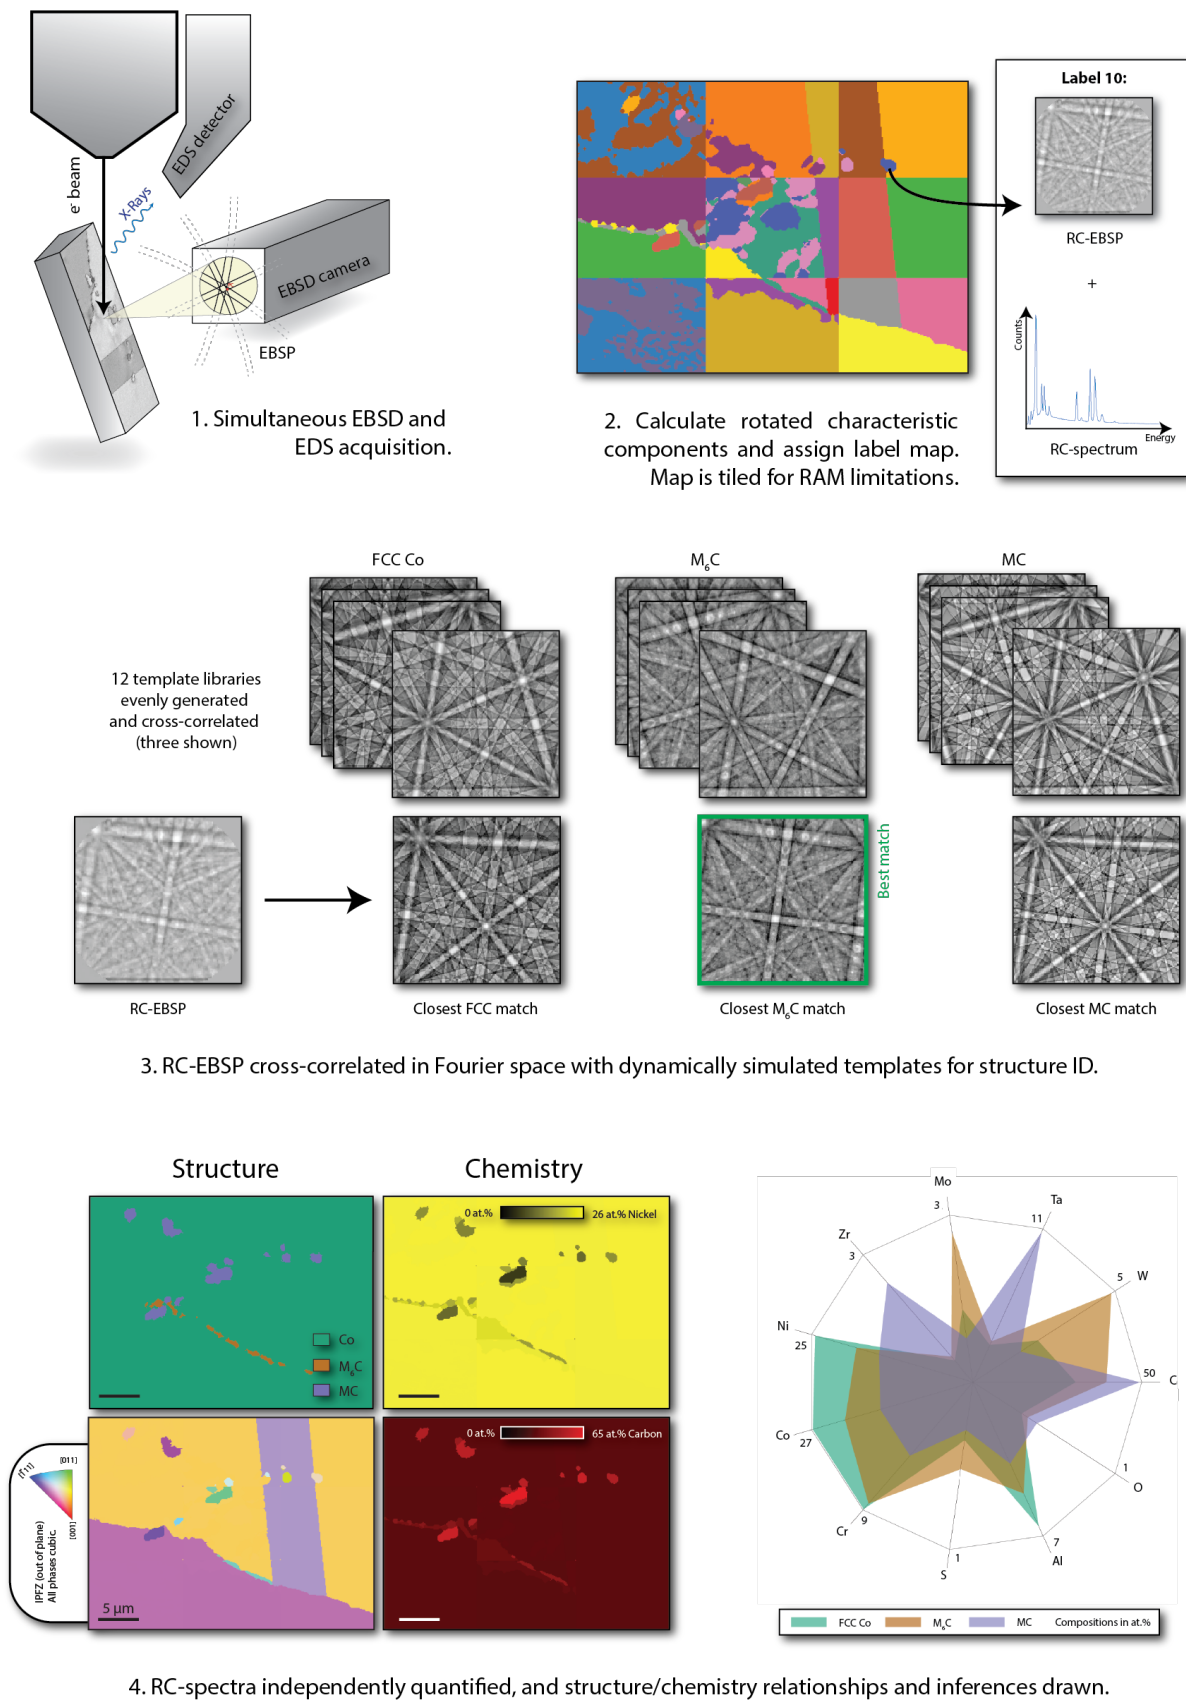 e⁻ beam
EDS detector
X-Rays
EBSD camera
EBSP
1. Simultaneous EBSD and
EDS acquisition.
2. Calculate rotated characteristic
components and assign label map.
Map is tiled for RAM limitations.
Label 10:
RC-EBSP
+
Counts
Energy
RC-spectrum
FCC Co
M₆C
MC
12 template libraries
evenly generated
and cross-correlated
(three shown)
Best match
RC-EBSP
Closest FCC match
Closest M₆C match
Closest MC match
3. RC-EBSP cross-correlated in Fourier space with dynamically simulated templates for structure ID.
Structure
Chemistry
Co
M₆C
MC
0 at.%
26 at.% Nickel
0 at.%
65 at.% Carbon
[1̄11]
[011]
[001]
IPFZ (out of plane)
All phases cubic.
5 μm
Mo
3
Ta
11
W
5
C
50
O
1
Al
7
S
1
Cr
9
Co
27
Ni
25
Zr
3
FCC Co
M₆C
MC
Compositions in at.%
4. RC-spectra independently quantified, and structure/chemistry relationships and inferences drawn.